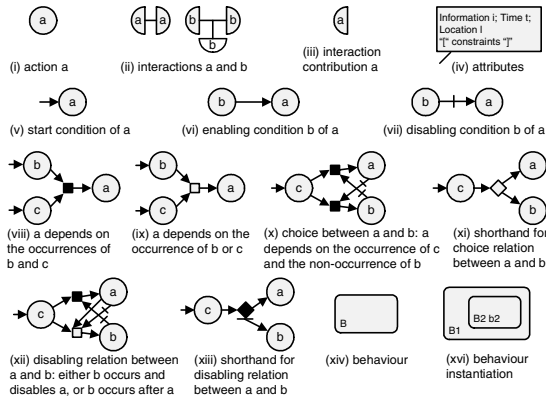 a
a a b b
b
a
Information i; Time t;
Location l
"[" constraints "]"
(i) action a
(ii) interactions a and b
(iii) interaction
contribution a
(iv) attributes
a
b a
b a
(v) start condition of a
(vi) enabling condition b of a
(vii) disabling condition b of a
b
c
a
b
c
a
c
a
b
c
a
b
(viii) a depends on
the occurrences of
b and c
(ix) a depends on the
occurrence of b or c
(x) choice between a and b: a
depends on the occurrence of c
and the non-occurrence of b
(xi) shorthand for
choice relation
between a and b
c
a
b
c
a
b
B
B1
B2 b2
(xii) disabling relation between
a and b: either b occurs and
disables a, or b occurs after a
(xiii) shorthand for
disabling relation
between a and b
(xiv) behaviour
(xvi) behaviour
instantiation